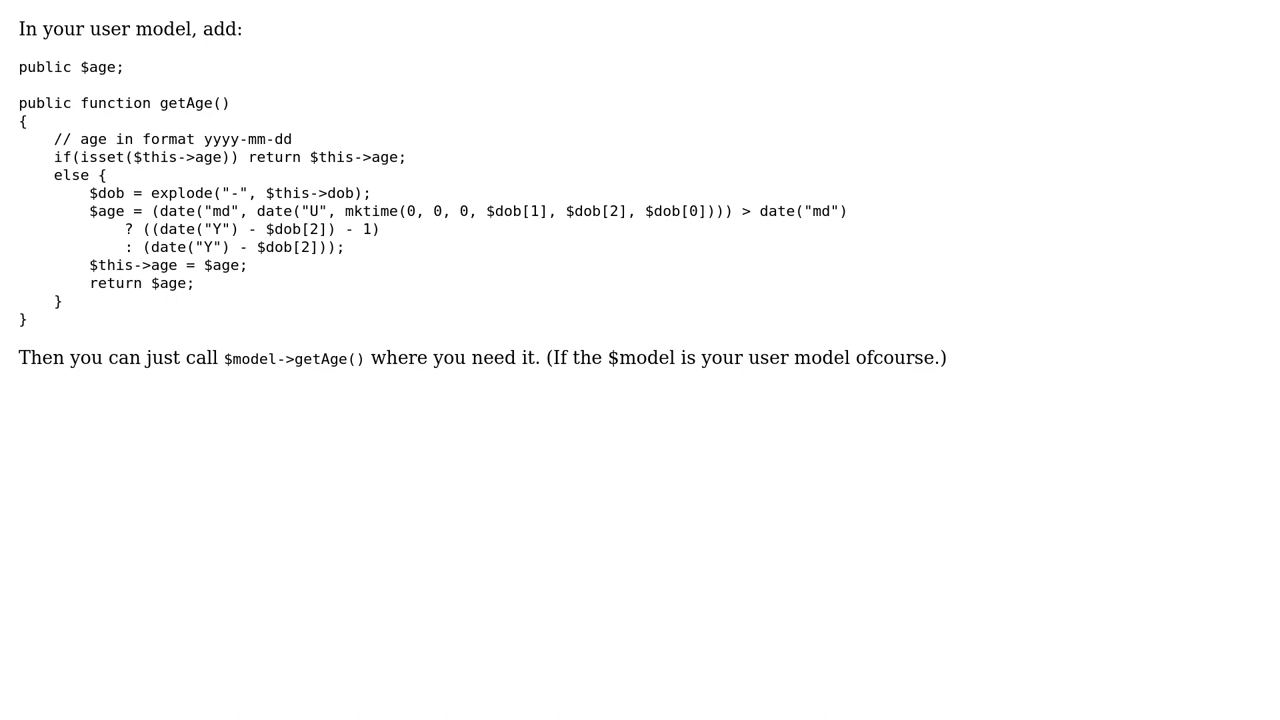 In your user model, add:
public $age;
public function getAge()
{
    // age in format yyyy-mm-dd
    if(isset($this->age)) return $this->age;
    else {
        $dob = explode("-", $this->dob);
        $age = (date("md", date("U", mktime(0, 0, 0, $dob[1], $dob[2], $dob[0]))) > date("md")
            ? ((date("Y") - $dob[2]) - 1)
            : (date("Y") - $dob[2]));
        $this->age = $age;
        return $age;
    }
}
Then you can just call $model->getAge() where you need it. (If the $model is your user model ofcourse.)